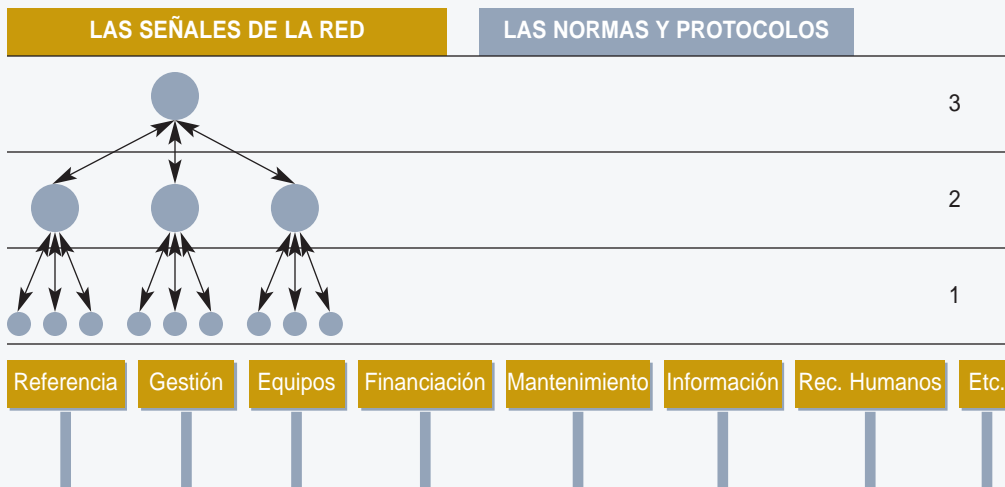 LAS SEÑALES DE LA RED
LAS NORMAS Y PROTOCOLOS
3
2
1
Referencia
Gestión
Equipos
Financiación
Mantenimiento
Información
Rec. Humanos
Etc.